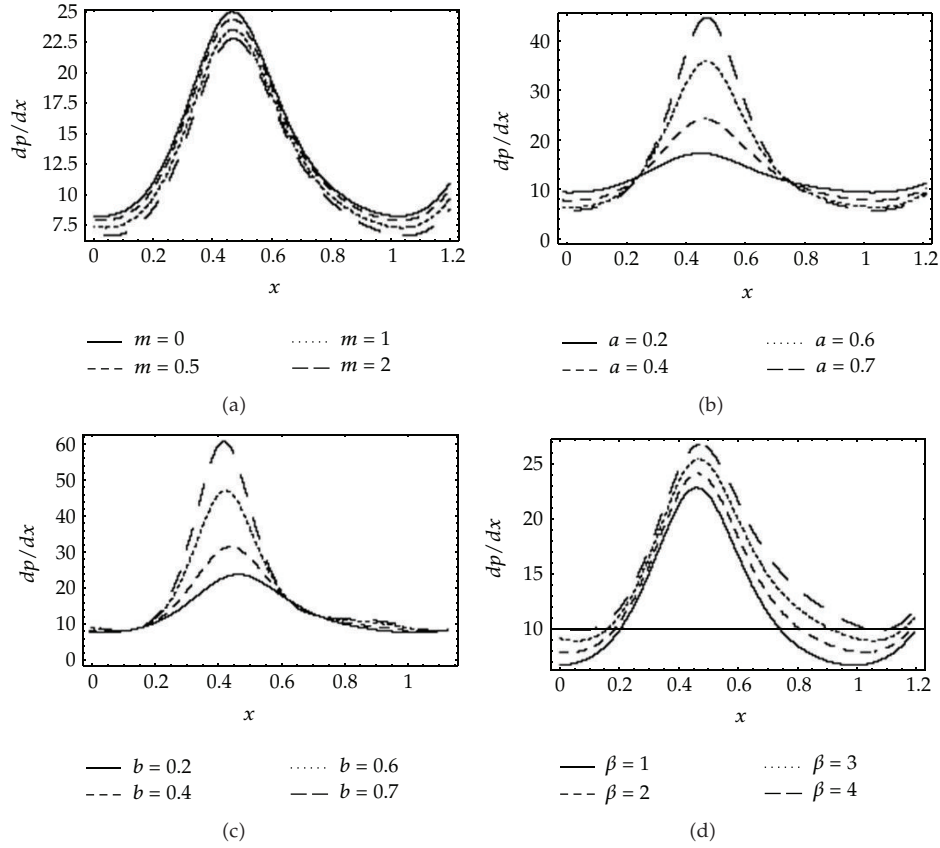 25
22.5
20
17.5
15
12.5
10
7.5
dp/dx
0 0.2 0.4 0.6 0.8 1 1.2
x
m = 0
m = 0.5
m = 1
m = 2
(a)
40
30
20
10
0
dp/dx
0 0.2 0.4 0.6 0.8 1 1.2
x
a = 0.2
a = 0.4
a = 0.6
a = 0.7
(b)
60
50
40
30
20
10
0
dp/dx
0 0.2 0.4 0.6 0.8 1
x
b = 0.2
b = 0.4
b = 0.6
b = 0.7
(c)
25
20
15
10
dp/dx
0 0.2 0.4 0.6 0.8 1 1.2
x
β = 1
β = 2
β = 3
β = 4
(d)